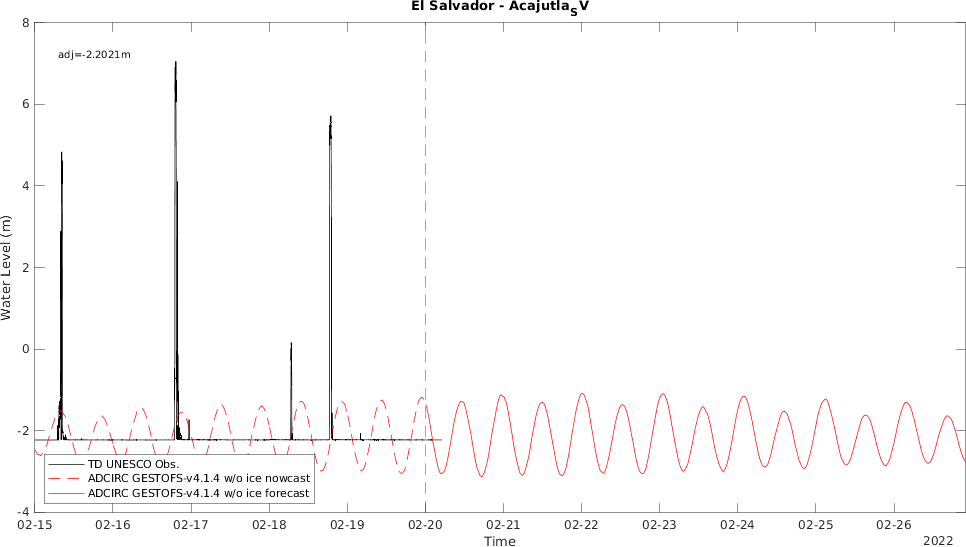 El Salvador - AcajutlaSV
adj=-2.2021m
Water Level (m)
8
6
4
2
0
-2
-4
TD UNESCO Obs.
ADCIRC GESTOFS-v4.1.4 w/o ice nowcast
ADCIRC GESTOFS-v4.1.4 w/o ice forecast
02-15 02-16 02-17 02-18 02-19 02-20 02-21 02-22 02-23 02-24 02-25 02-26
Time
2022